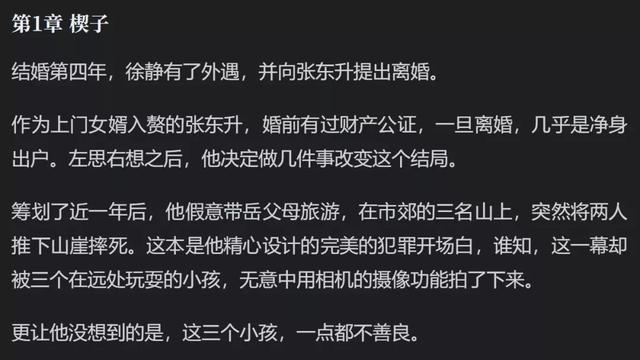 第1章 楔子
结婚第四年，徐静有了外遇，并向张东升提出离婚。
作为上门女婿入赘的张东升，婚前有过财产公证，一旦离婚，几乎是净身
出户。左思右想之后，他决定做几件事改变这个结局。
筹划了近一年后，他假意带岳父母旅游，在市郊的三名山上，突然将两人
推下山崖摔死。这本是他精心设计的完美的犯罪开场白，谁知，这一幕却
被三个在远处玩耍的小孩，无意中用相机的摄像功能拍了下来。
更让他没想到的是，这三个小孩，一点都不善良。